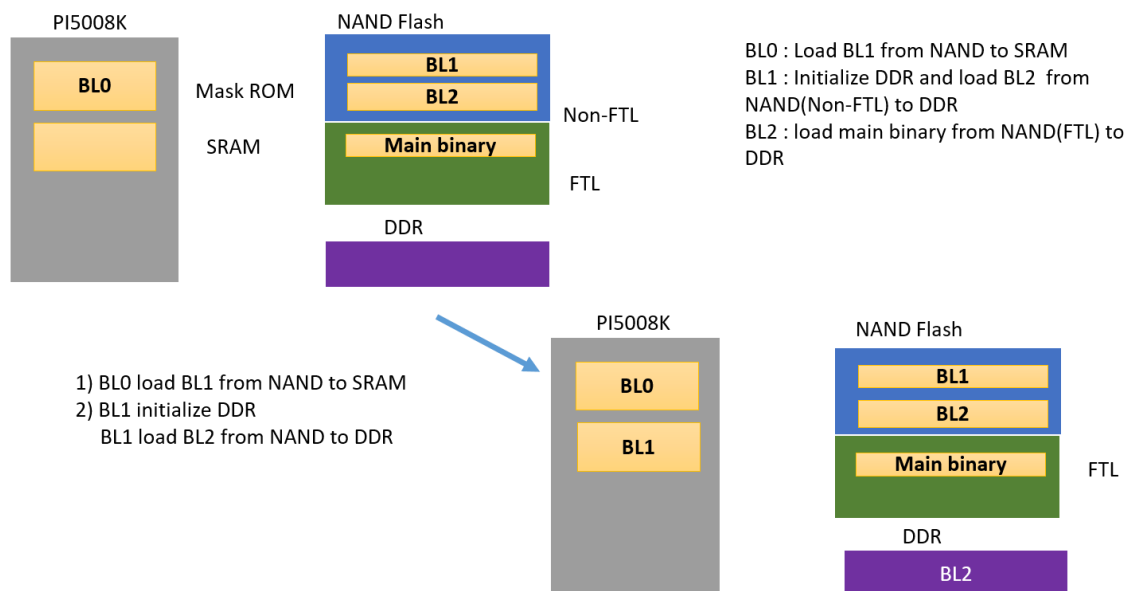 PI5008K
NAND Flash
BL0
Mask ROM
SRAM
BL1
BL2
Non-FTL
Main binary
FTL
DDR
BL0 : Load BL1 from NAND to SRAM
BL1 : Initialize DDR and load BL2 from
NAND(Non-FTL) to DDR
BL2 : load main binary from NAND(FTL) to
DDR
1) BL0 load BL1 from NAND to SRAM
2) BL1 initialize DDR
BL1 load BL2 from NAND to DDR
PI5008K
BL0
BL1
NAND Flash
BL1
BL2
Main binary
FTL
DDR
BL2